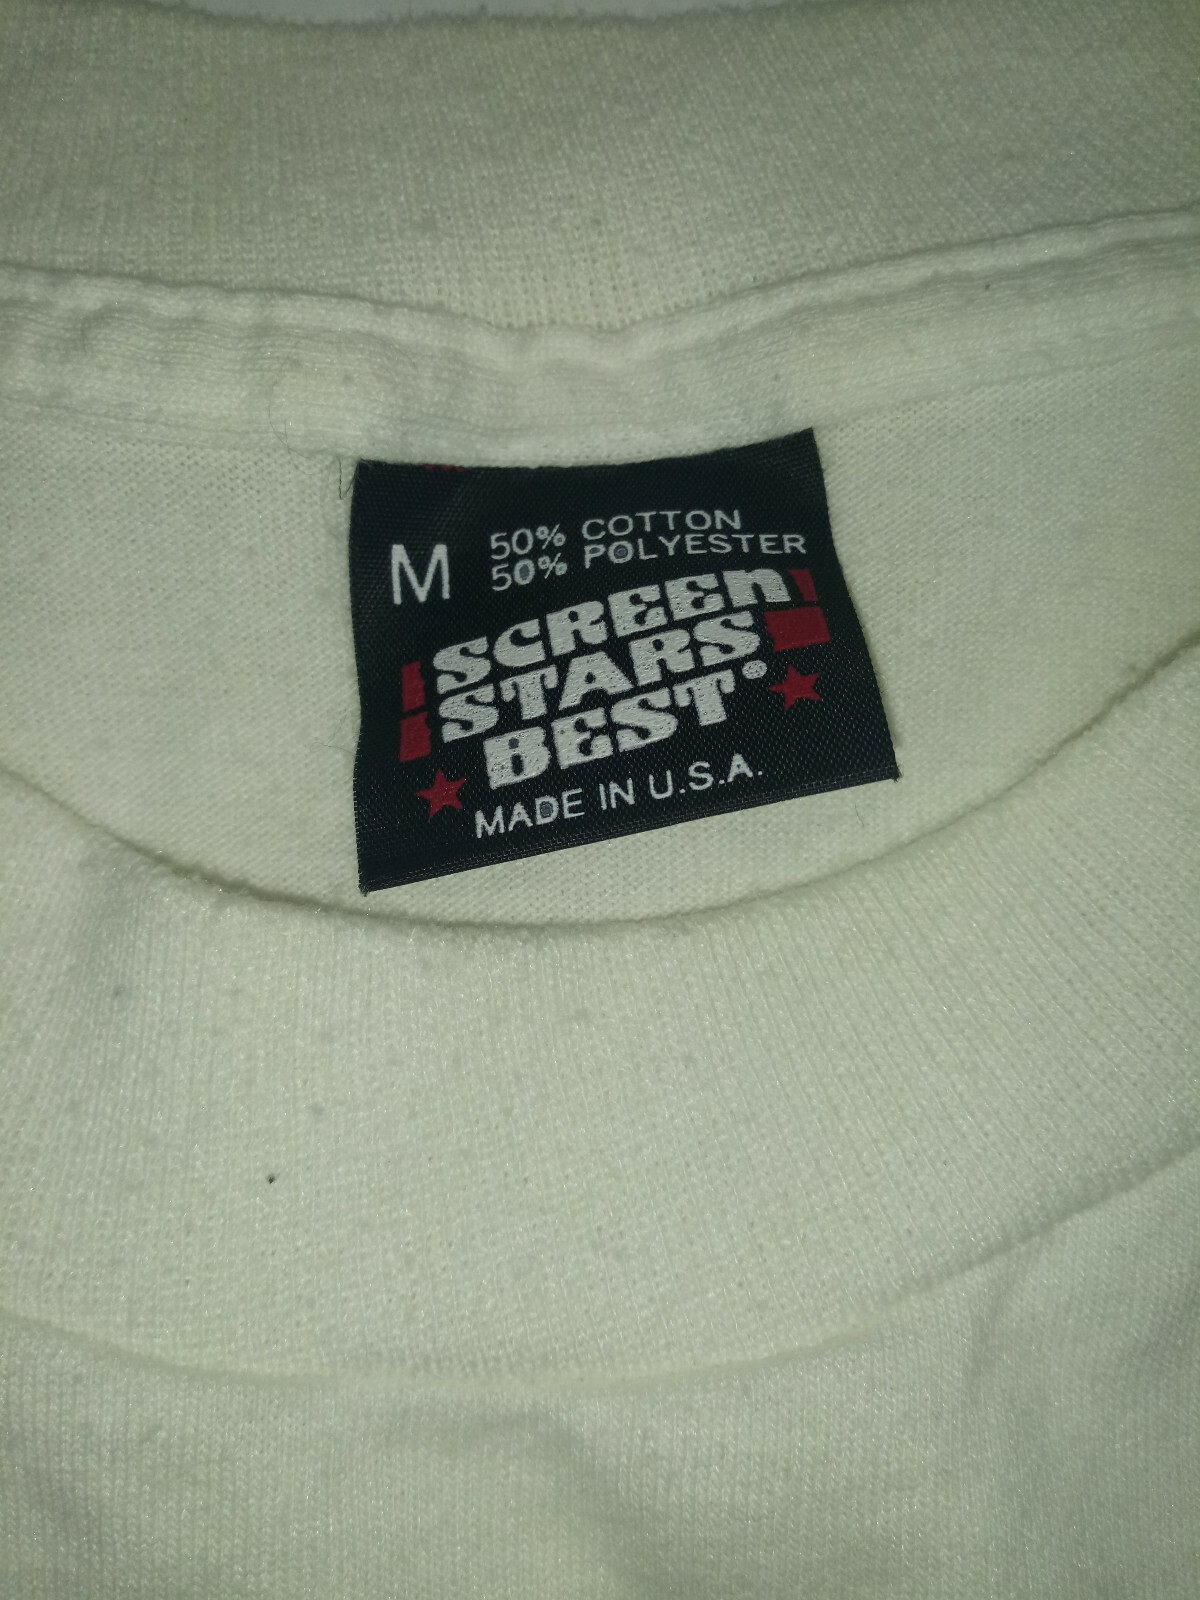 M
50% COTTON
50% POLYESTER
SCREEn
STARS
BEST®
MADE IN U.S.A.